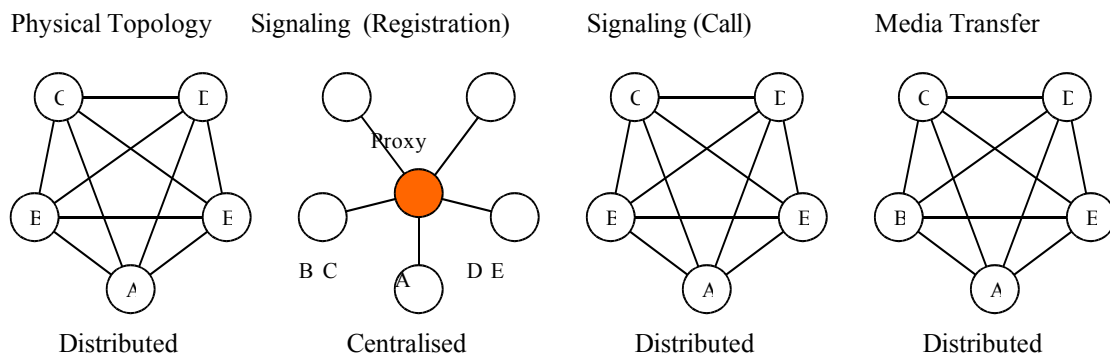 Physical Topology
Signaling (Registration)
Signaling (Call)
Media Transfer
C
C
C
Proxy
B
B C
A
D E
A
A
A
Distributed
Centralised
Distributed
Distributed